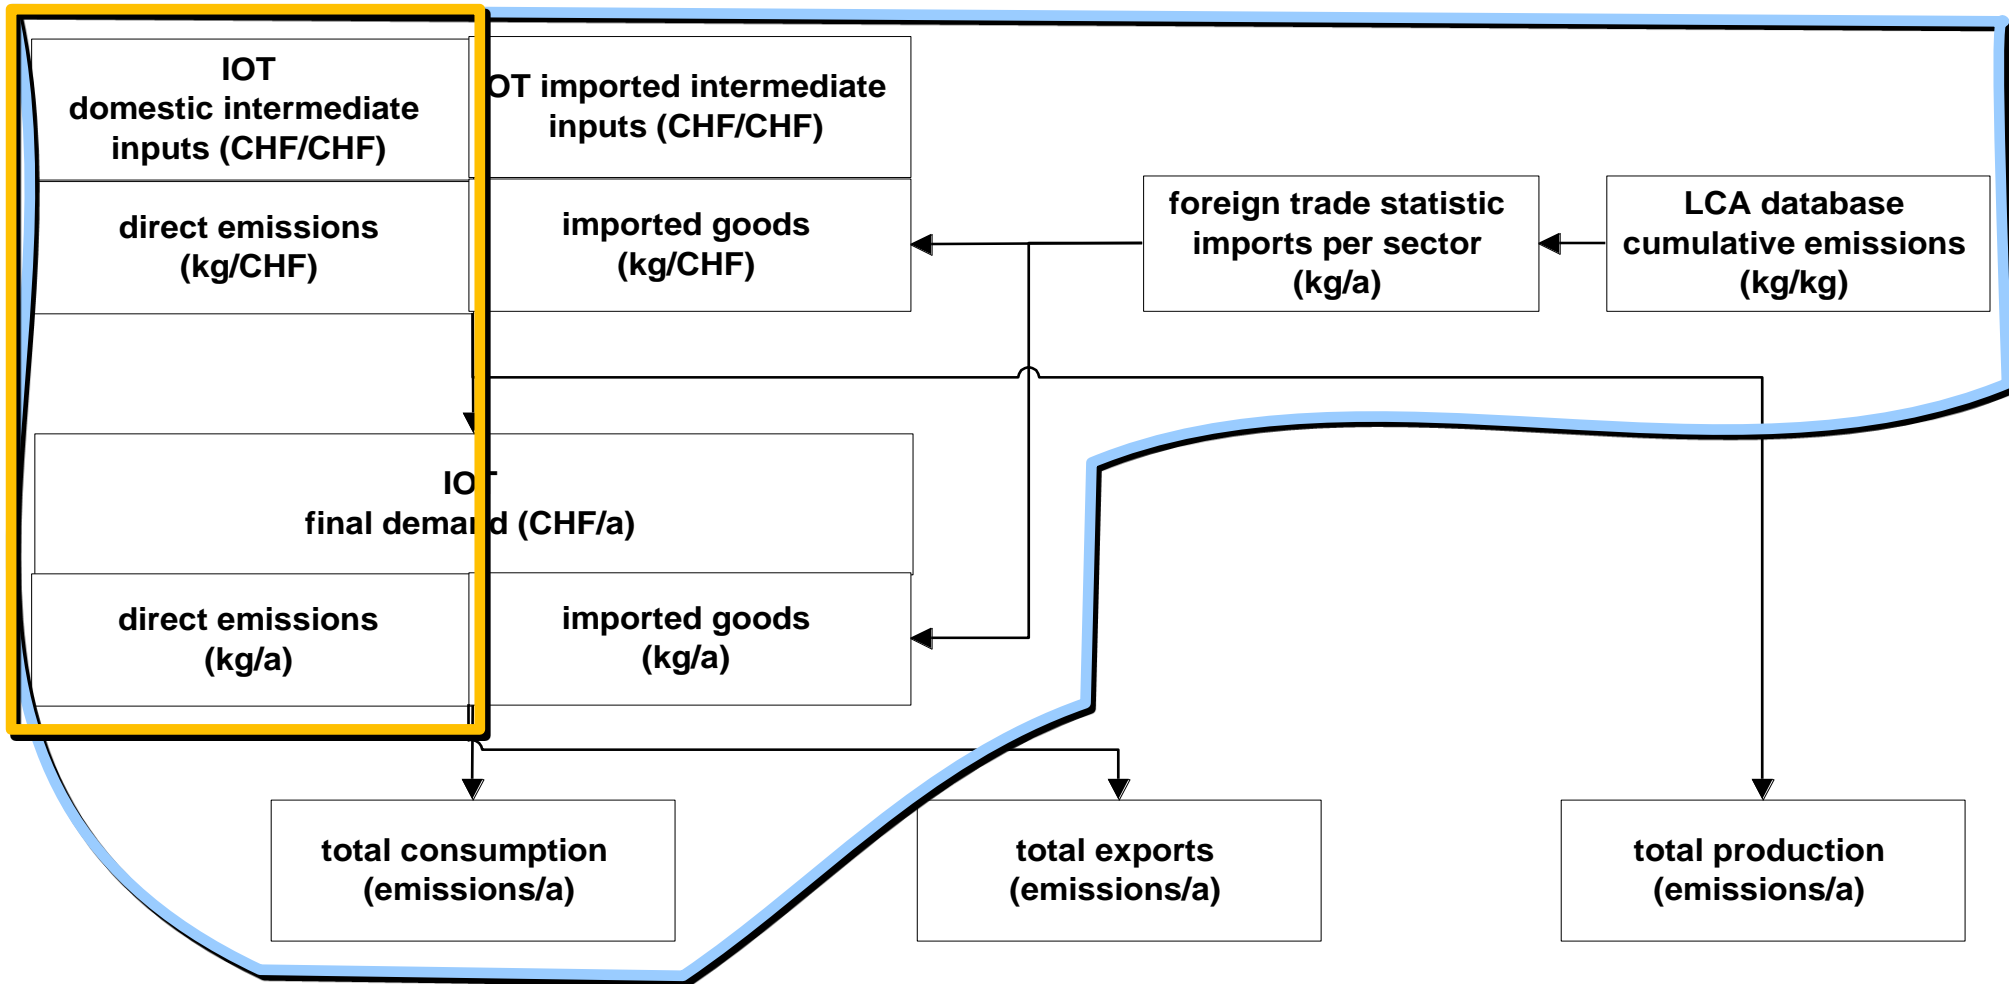 IOT
domestic intermediate
inputs (CHF/CHF)
OT imported intermediate
inputs (CHF/CHF)
direct emissions
(kg/CHF)
imported goods
(kg/CHF)
foreign trade statistic
imports per sector
(kg/a)
LCA database
cumulative emissions
(kg/kg)
IOT
final demand (CHF/a)
direct emissions
(kg/a)
imported goods
(kg/a)
total consumption
(emissions/a)
total exports
(emissions/a)
total production
(emissions/a)